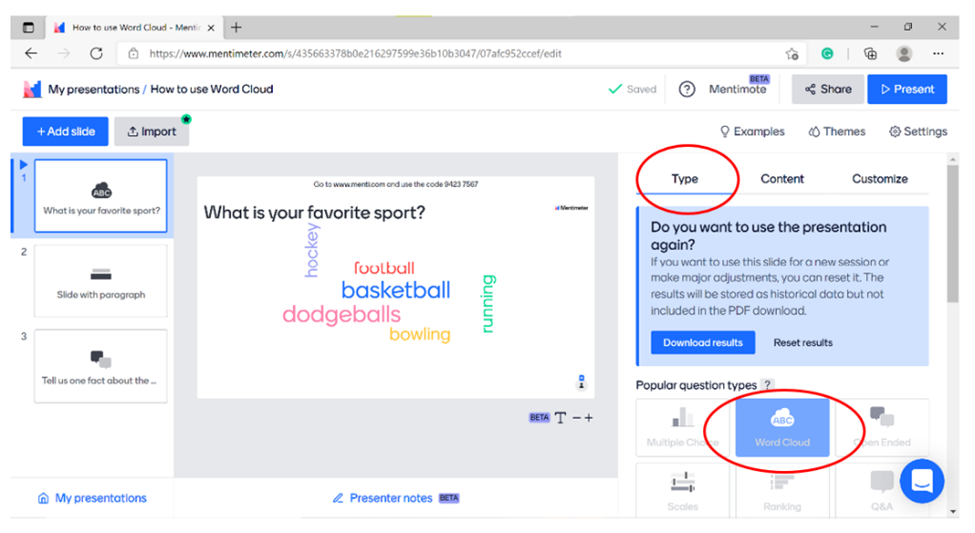 How to use Word Cloud - Mentim
https://www.mentimeter.com/s/435663378b0e216297599e36b10b3047/07afc952ccef/edit
My presentations / How to use Word Cloud
Saved
?
Mentimote
BETA
Share
Present
+Add slide
Import
Examples
Themes
Settings
1
ABC
What is your favorite sport?
2
Slide with paragraph
3
Tell us one fact about the ...
Go to www.menti.com and use the code 9423 7567
What is your favorite sport?
Mentimeter
hockey
football
basketball
dodgeballs
bowling
running
BETA T - +
Type
Content
Customize
Do you want to use the presentation
again?
If you want to use this slide for a new session or
make major adjustments, you can reset it. The
results will be stored as historical data but not
included in the PDF download.
Download results
Reset results
Popular question types ?
Multiple Choice
ABC
Word Cloud
Open Ended
Scales
Ranking
Q&A
My presentations
Presenter notes BETA